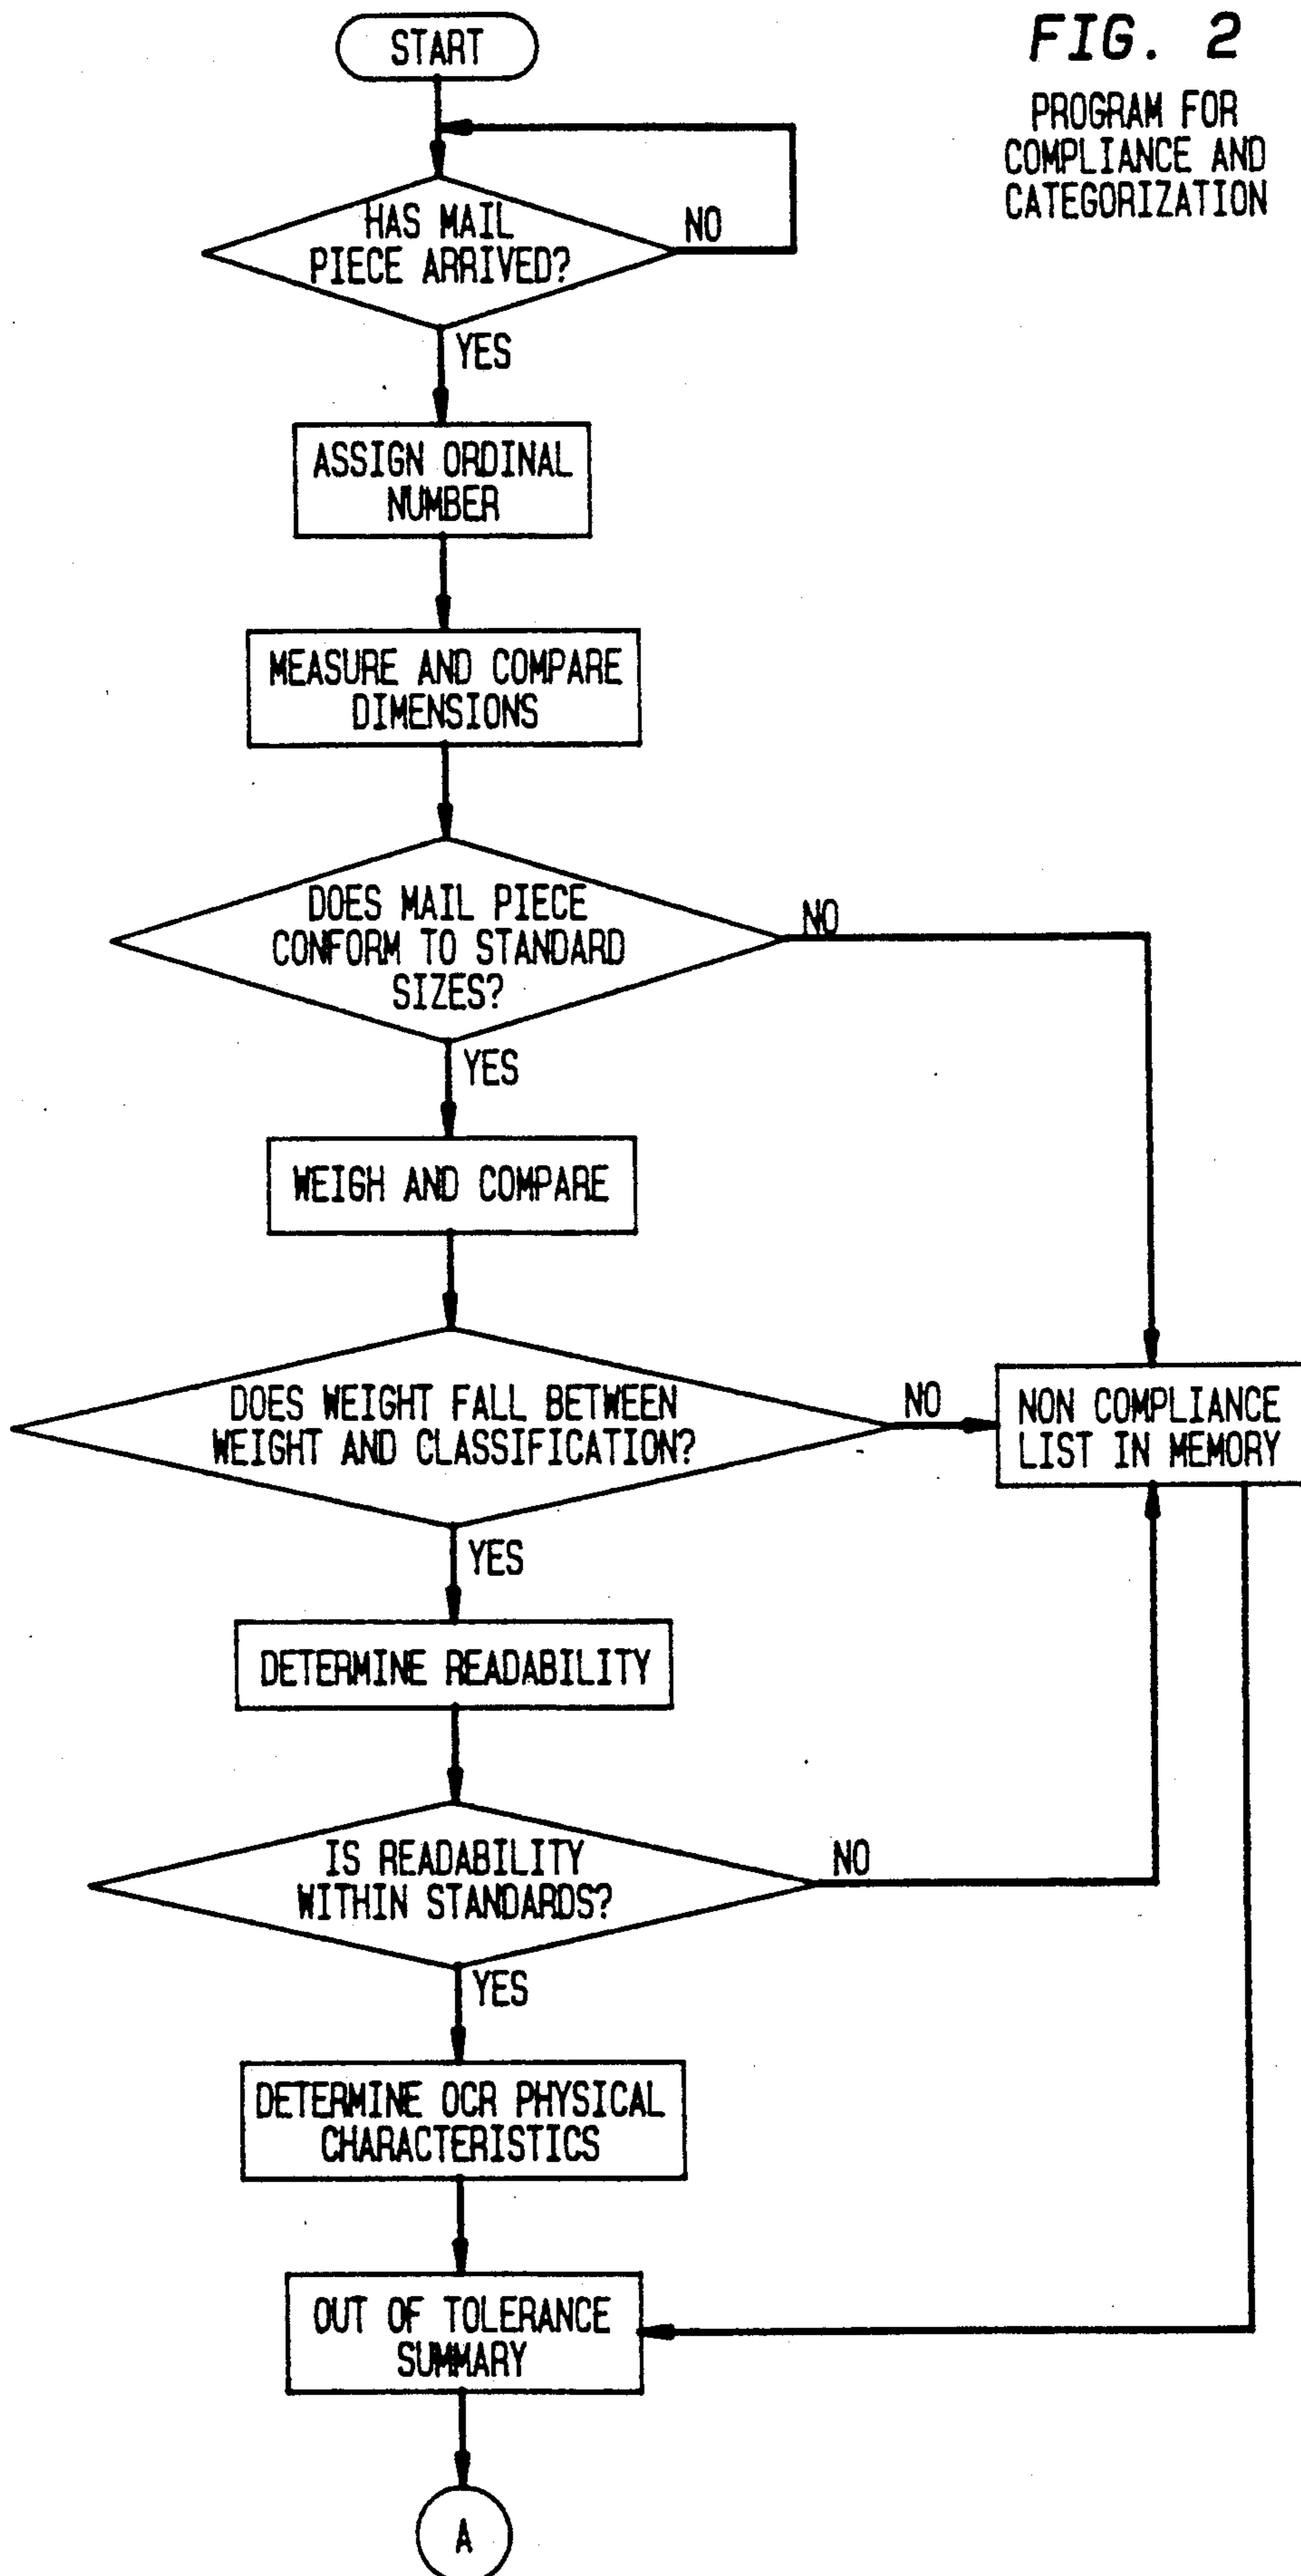 FIG. 2
PROGRAM FOR
COMPLIANCE AND
CATEGORIZATION
START
HAS MAIL
PIECE ARRIVED?
NO
YES
ASSIGN ORDINAL
NUMBER
MEASURE AND COMPARE
DIMENSIONS
DOES MAIL PIECE
CONFORM TO STANDARD
SIZES?
NO
YES
WEIGH AND COMPARE
DOES WEIGHT FALL BETWEEN
WEIGHT AND CLASSIFICATION?
NO
NON COMPLIANCE
LIST IN MEMORY
YES
DETERMINE READABILITY
IS READABILITY
WITHIN STANDARDS?
NO
YES
DETERMINE OCR PHYSICAL
CHARACTERISTICS
OUT OF TOLERANCE
SUMMARY
A